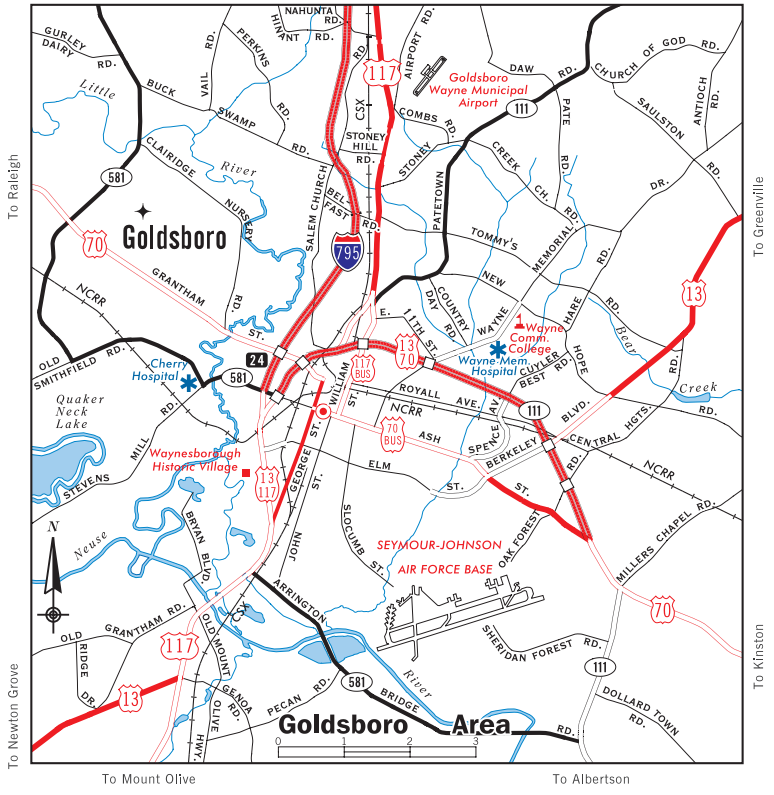 NAHUNTA RD.
HINANT RD.
GURLEY DAIRY RD.
VAIL RD.
PERKINS RD.
117
AIRPORT RD.
Goldsboro
Wayne Municipal
Airport
DAW RD.
CHURCH OF GOD RD.
ANTIOCH RD.
SAULSTON
Little
River
BUCK SWAMP RD.
CSX
111
PATE RD.
COMBS RD.
STONEY HILL RD.
STONEY CREEK CH. RD.
DR.
To Raleigh
To Greenville
581
CLAIRIDGE NURSERY RD.
SALEM CHURCH RD.
BELFAST RD.
PATETOWN
TOMMY'S RD.
Goldsboro
70
795
WAYNE MEMORIAL
NEW HOPE
HARE RD.
13
GRANTHAM ST.
NCRR
E. 11TH ST.
COUNTRY DAY RD.
Wayne
Comm.
College
Bear
Creek
OLD SMITHFIELD RD.
24
Cherry
Hospital
581
117
BUS
13
70
Wayne-Mem.
Hospital
CUYLER BEST RD.
Quaker
Neck
Lake
WILLIAM ST.
ROYALL AVE.
NCRR
111
BLVD.
70
BUS
ASH ST.
SPENCE AV.
BERKELEY
CENTRAL HGTS. RD.
NCRR
STEVENS MILL RD.
Waynesborough
Historic Village
13
117
GEORGE ST.
ELM ST.
BRYAN BLVD.
JOHN ST.
SLOCUMB ST.
OAK FOREST RD.
MILLERS CHAPEL RD.
SEYMOUR-JOHNSON
AIR FORCE BASE
N
Neuse
River
70
OLD GRANTHAM RD.
CSX
ARRINGTON BRIDGE RD.
SHERIDAN FOREST RD.
RIDGE DR.
117
OLD MOUNT OLIVE HWY.
111
To Newton Grove
To Kinston
13
GENOA RD.
PECAN RD.
581
DOLLARD TOWN RD.
Goldsboro Area
0 1 2 3
To Mount Olive
To Albertson